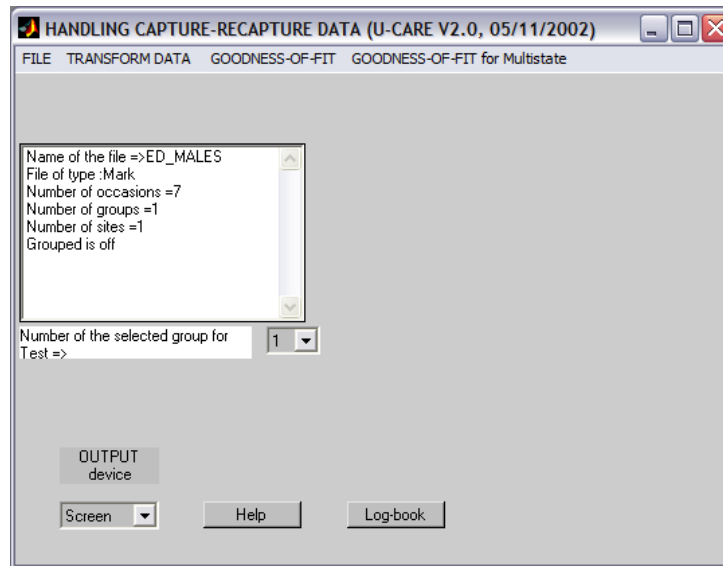 HANDLING CAPTURE-RECAPTURE DATA (U-CARE V2.0, 05/11/2002)
FILE TRANSFORM DATA GOODNESS-OF-FIT GOODNESS-OF-FIT for Multistate
Name of the file =>ED_MALES
File of type :Mark
Number of occasions =7
Number of groups =1
Number of sites =1
Grouped is off
Number of the selected group for
Test =>
1
OUTPUT
device
Screen
Help
Log-book